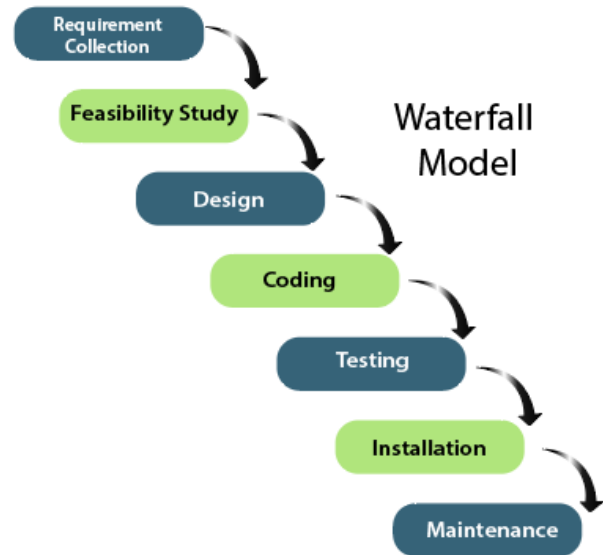 Requirement
Collection
Feasibility Study
Waterfall
Model
Design
Coding
Testing
Installation
Maintenance